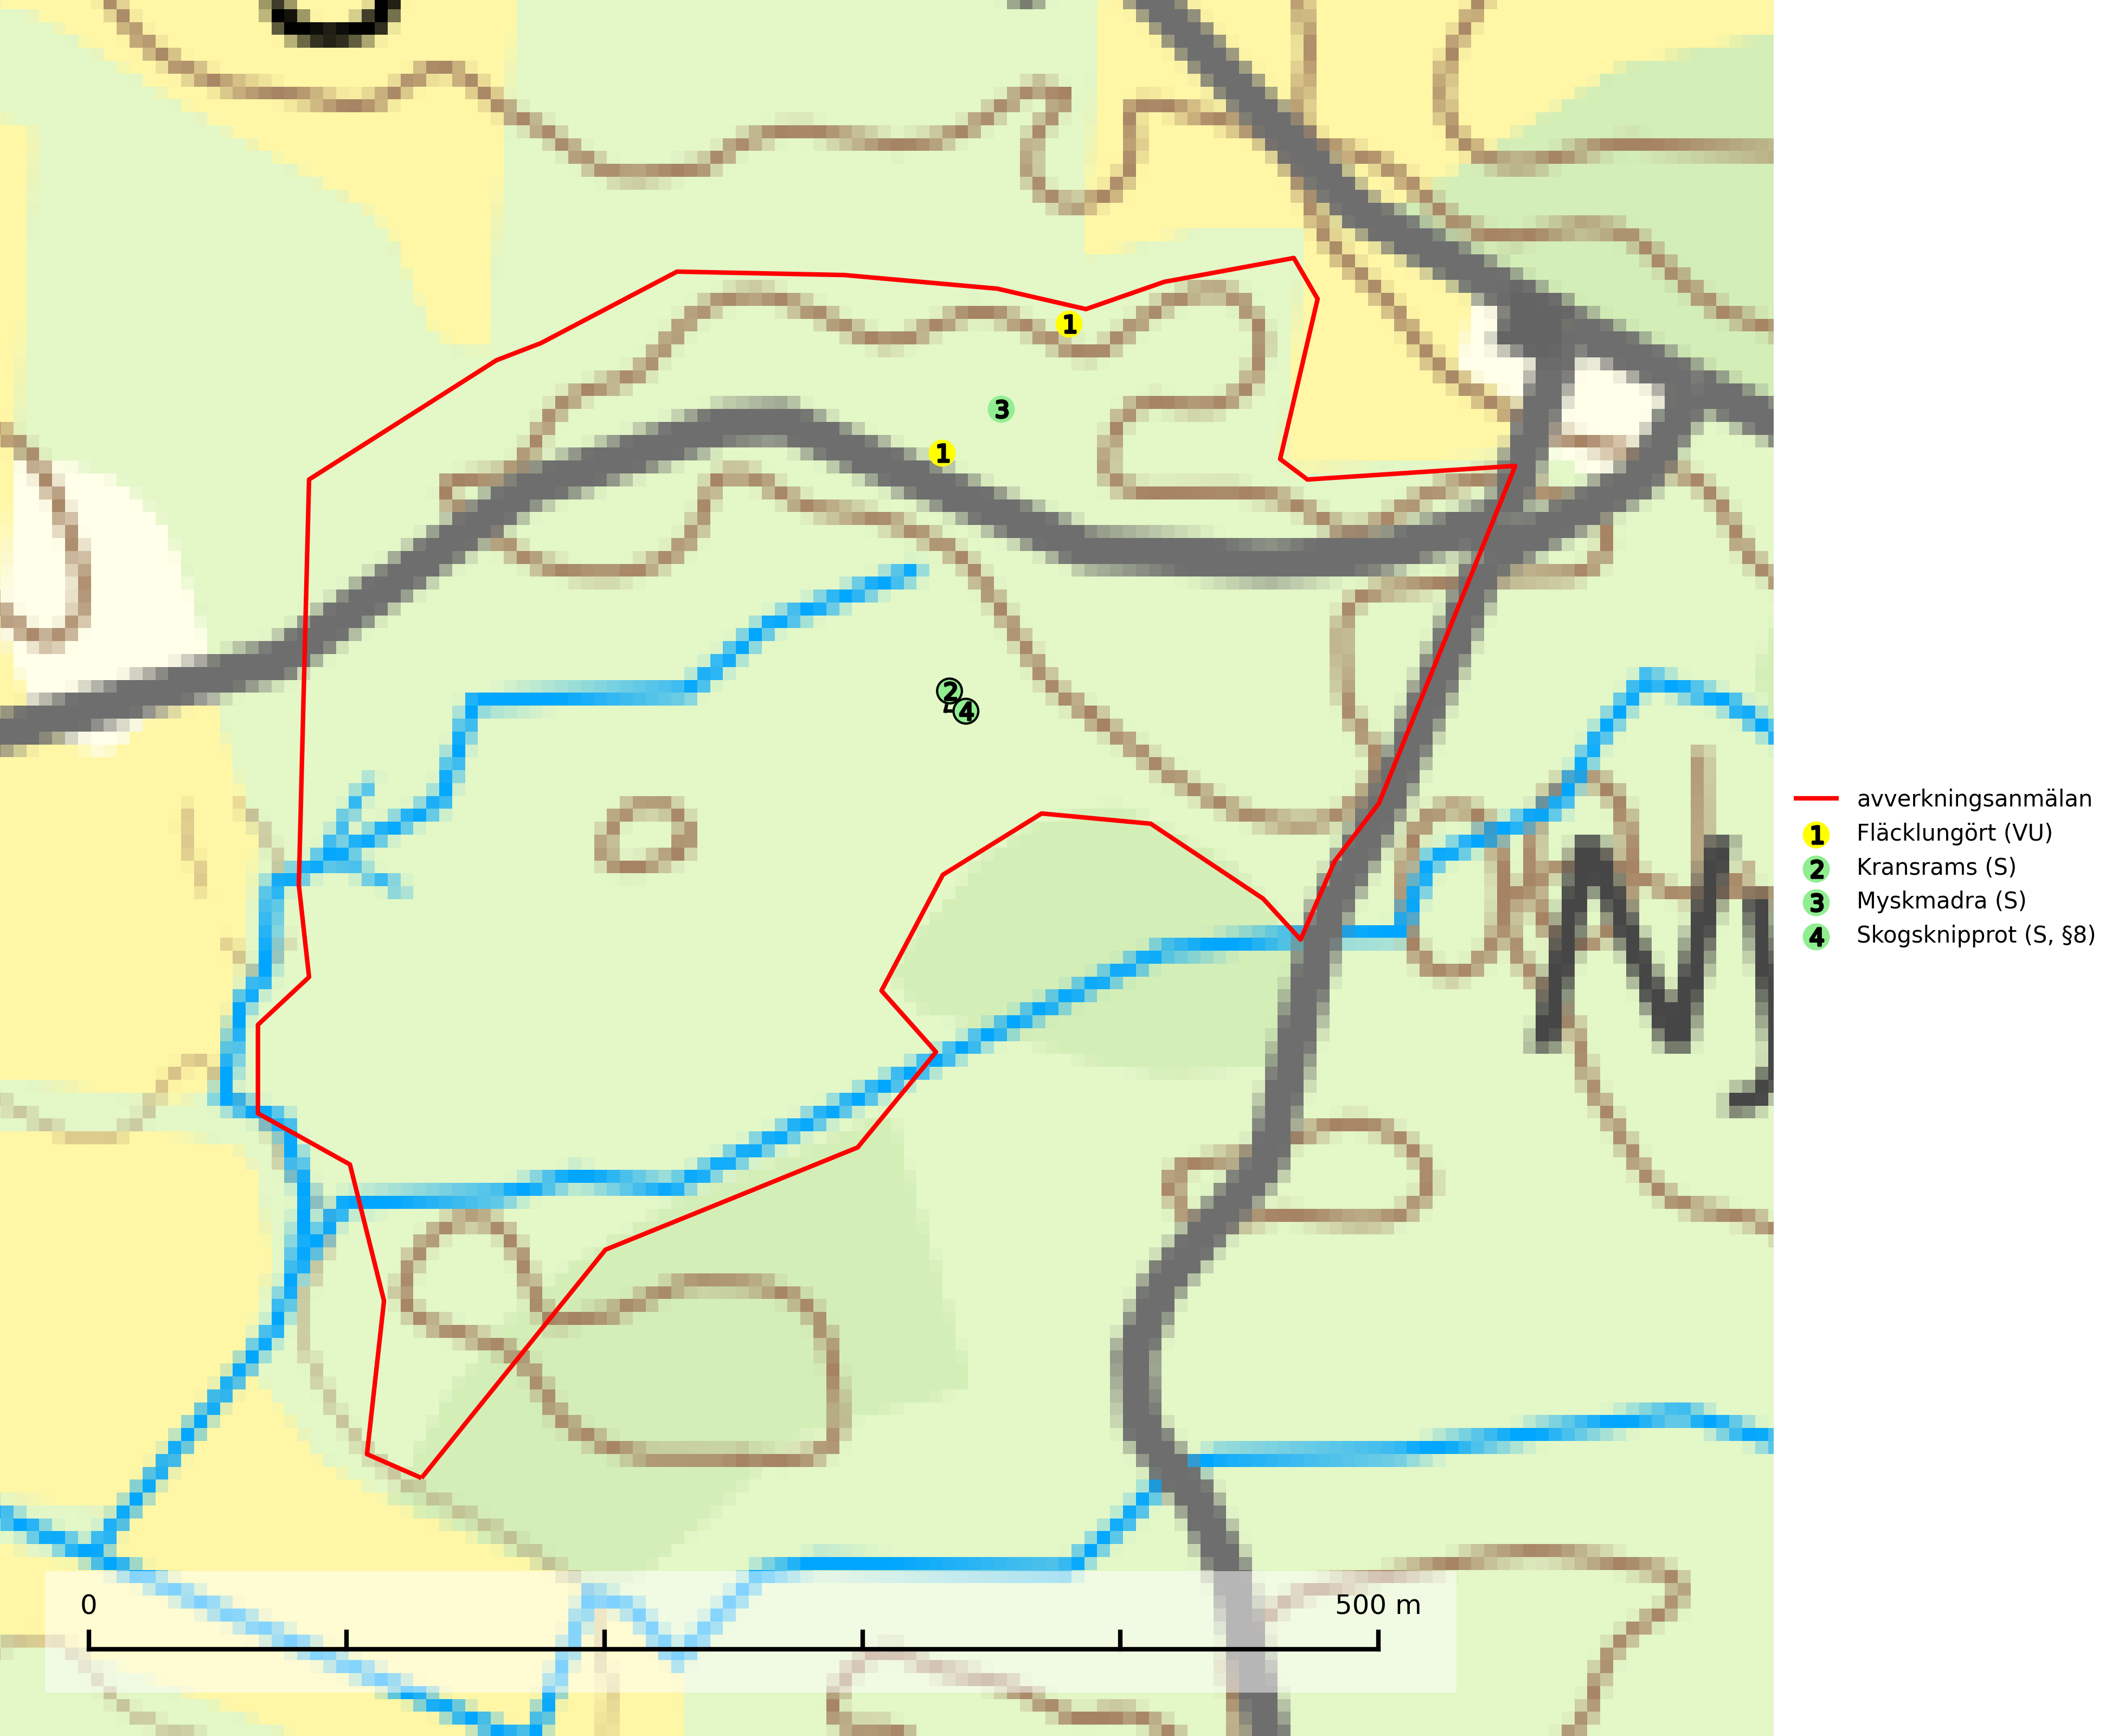 1
3
1
2
4
avverkningsanmälan
1 Fläcklungört (VU)
2 Kransrams (S)
3 Myskmadra (S)
4 Skogsknipprot (S, §8)
0 500 m